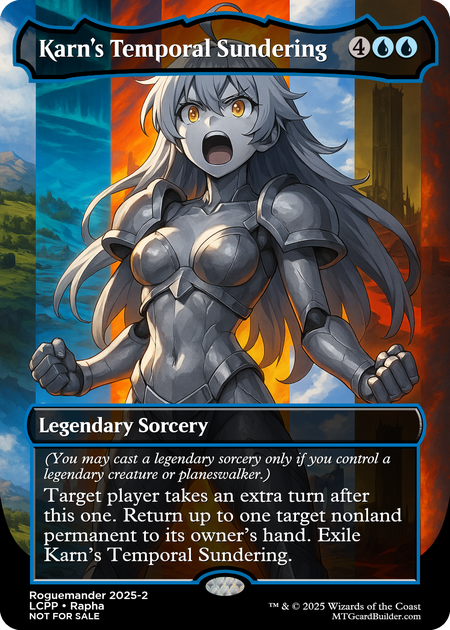 Karn's Temporal Sundering 4
Legendary Sorcery
(You may cast a legendary sorcery only if you control a
legendary creature or planeswalker.)
Target player takes an extra turn after
this one. Return up to one target nonland
permanent to its owner's hand. Exile
Karn's Temporal Sundering.
Roguemander 2025-2
LCPP • Rapha
NOT FOR SALE
™ & © 2025 Wizards of the Coast
MTGcardBuilder.com